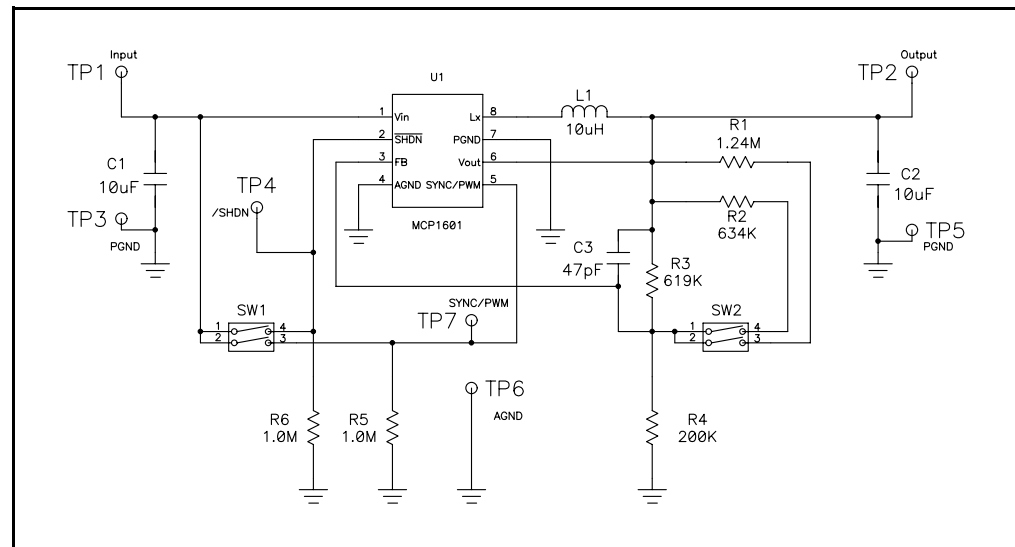 Input
TP1
Output
TP2
U1
L1
10uH
R1
1.24M
1 Vin Lx 8
2 SHDN PGND 7
3 FB Vout 6
4 AGND SYNC/PWM 5
MCP1601
C1
10uF
TP3
PGND
TP4
/SHDN
R2
634K
C2
10uF
TP5
PGND
C3
47pF
R3
619K
SYNC/PWM
TP7
SW1
1 4
2 3
SW2
1 4
2 3
TP6
AGND
R6
1.0M
R5
1.0M
R4
200K